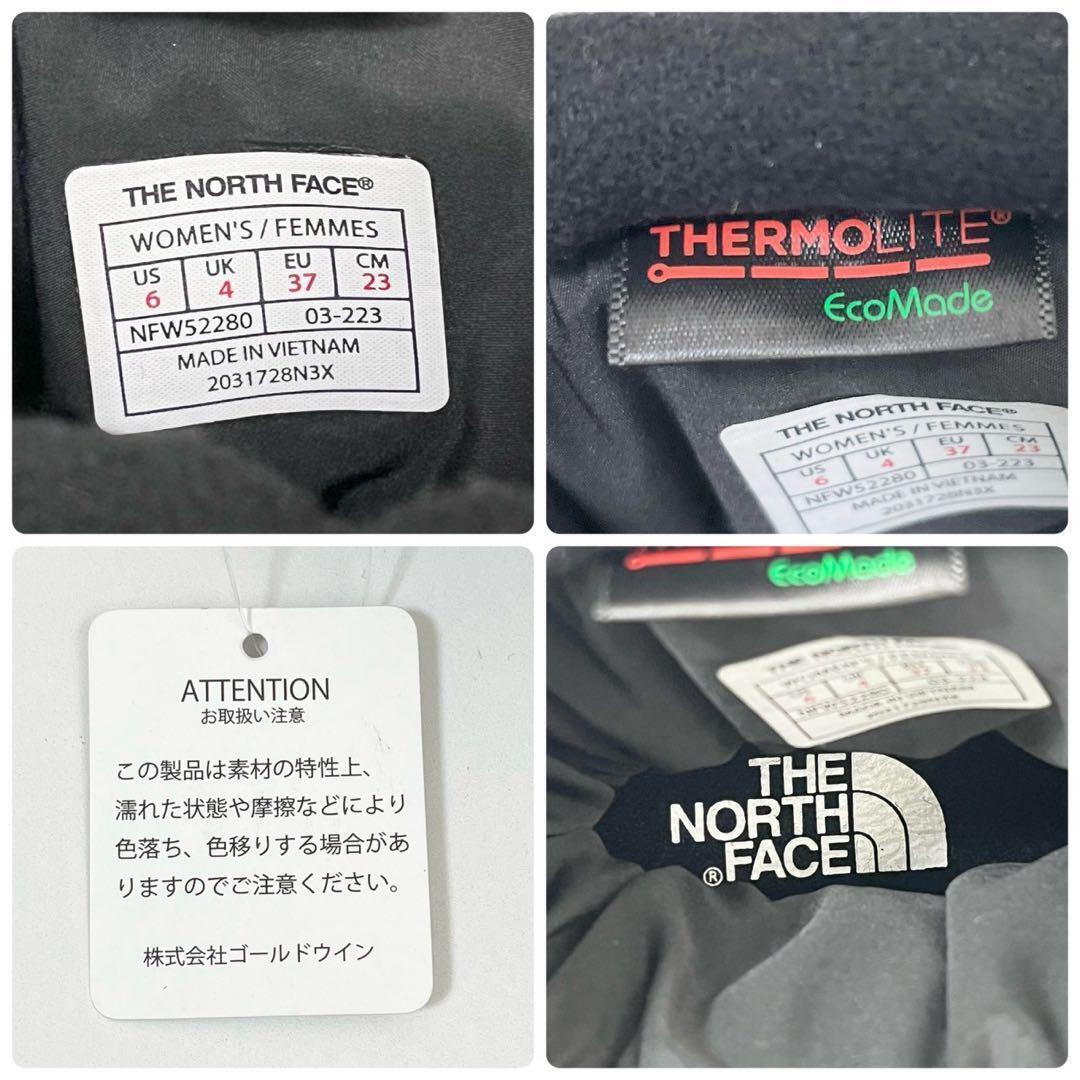 THE NORTH FACE®
WOMEN'S / FEMMES
US UK EU CM
6 4 37 23
NFW52280 03-223
MADE IN VIETNAM
2031728N3X
THERMOLITE®
EcoMade
THE NORTH FACE®
WOMEN'S / FEMMES
US UK EU CM
6 4 37 23
NFW52280 03-223
MADE IN VIETNAM
2031728N3X
ATTENTION
お取扱い注意
この製品は素材の特性上、
濡れた状態や摩擦などにより
色落ち、色移りする場合があ
りますのでご注意ください。
株式会社ゴールドウイン
EcoMade
THE
NORTH
FACE®